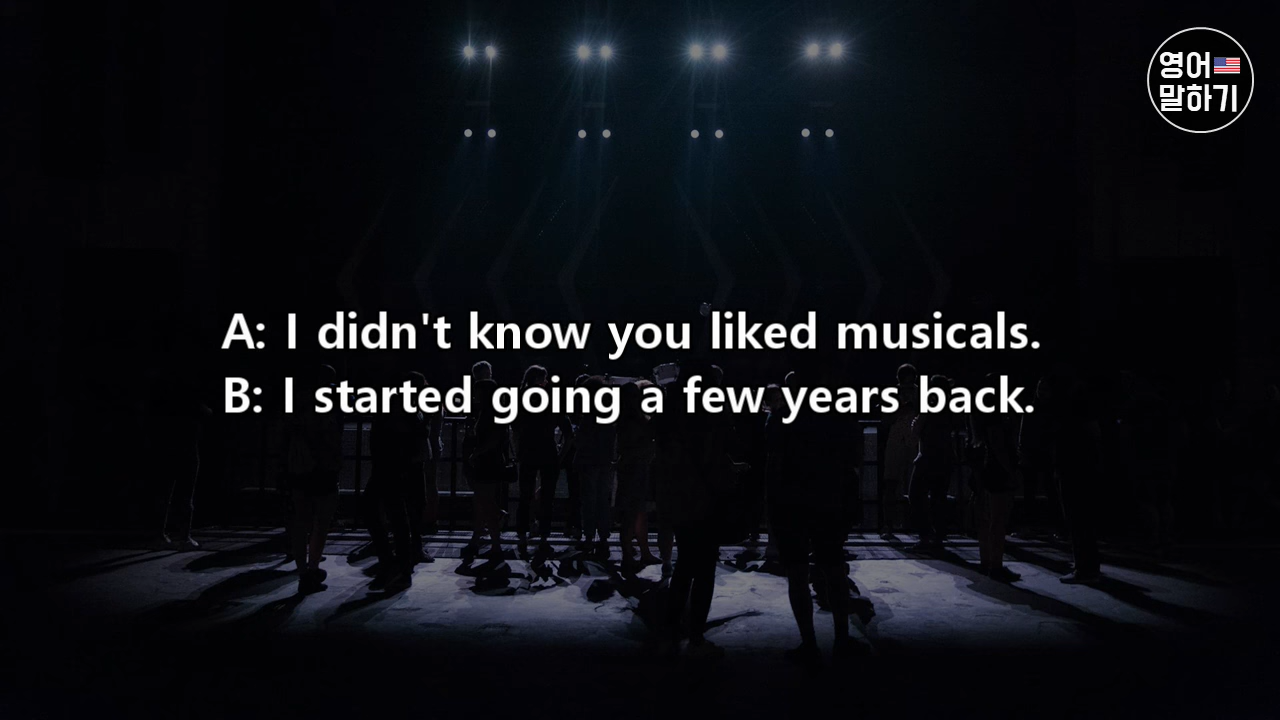 영어
말하기
A: I didn't know you liked musicals.
B: I started going a few years back.